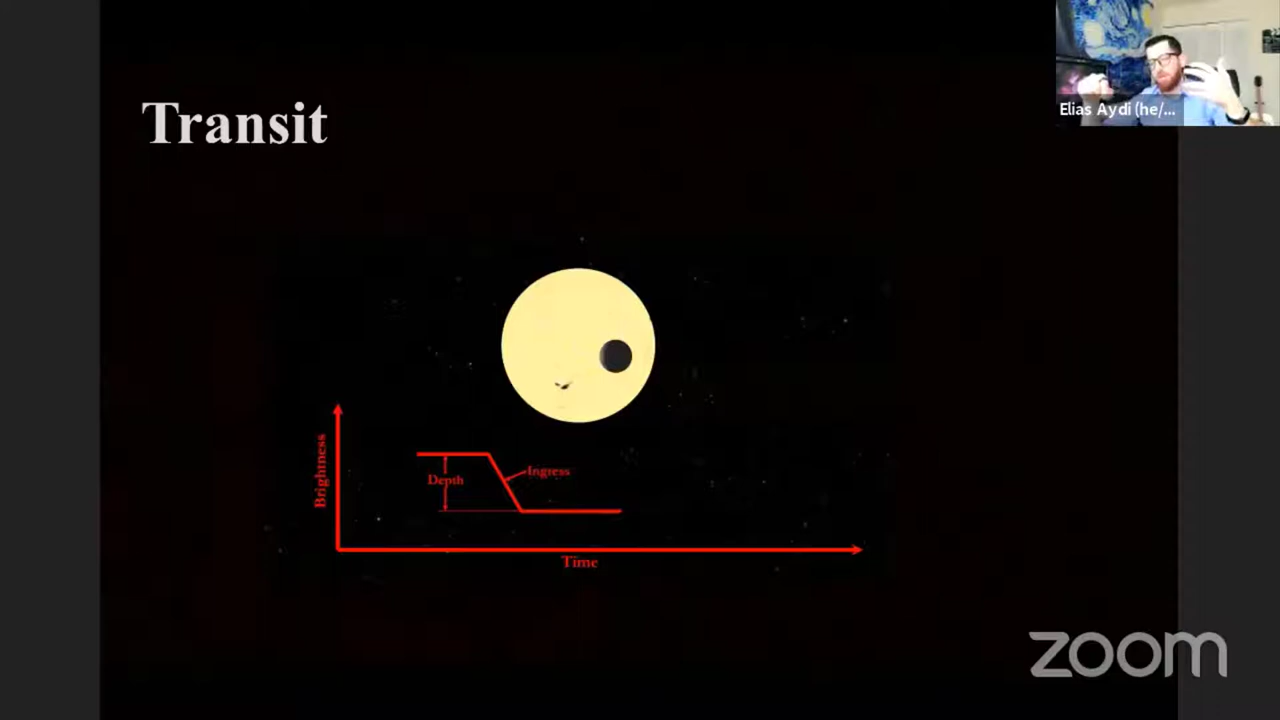 Transit
Elias Aydi (he/...
Brightness
Depth
Ingress
Time
zoom